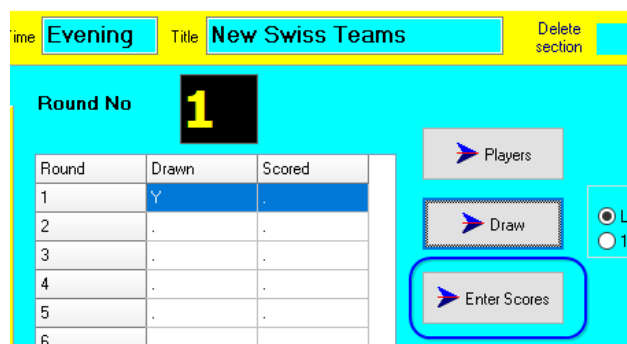 Time Evening Title New Swiss Teams Delete section
Round No 1
Players
Round Drawn Scored
1 Y .
2 . .
Draw
L
1
3 . .
4 . .
Enter Scores
5 . .
6